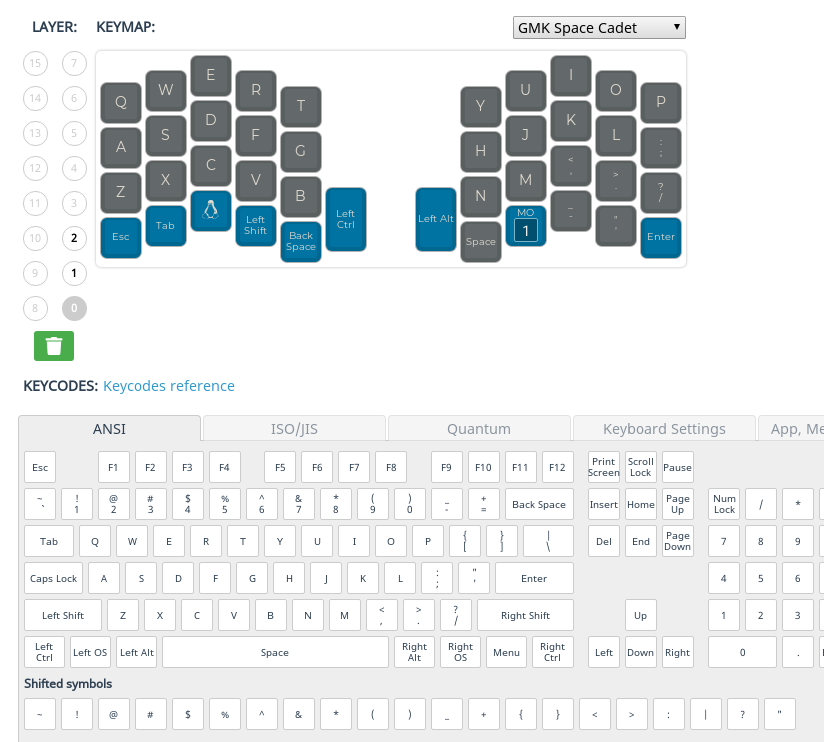 LAYER: KEYMAP: GMK Space Cadet
15 7
14 6
13 5
12 4
11 3
10 2
9 1
8 0
Q W E R T Y U I O P
A S D F G H J K L : ;
Z X C V B N M < , > . ? /
Esc Tab Left Shift Back Space Left Ctrl Left Alt Space MO 1 _ - " ' Enter
KEYCODES: Keycodes reference
ANSI ISO/JIS Quantum Keyboard Settings App, Me
Esc F1 F2 F3 F4 F5 F6 F7 F8 F9 F10 F11 F12 Print Screen Scroll Lock Pause
~ ` ! 1 @ 2 # 3 $ 4 % 5 ^ 6 & 7 * 8 ( 9 ) 0 _ - + = Back Space Insert Home Page Up Num Lock / *
Tab Q W E R T Y U I O P { [ } ] | \ Del End Page Down 7 8 9
Caps Lock A S D F G H J K L : ; " ' Enter 4 5 6
Left Shift Z X C V B N M < , > . ? / Right Shift Up 1 2 3
Left Ctrl Left OS Left Alt Space Right Alt Right OS Menu Right Ctrl Left Down Right 0 .
Shifted symbols
~ ! @ # $ % ^ & * ( ) _ + { } < > : | ? "